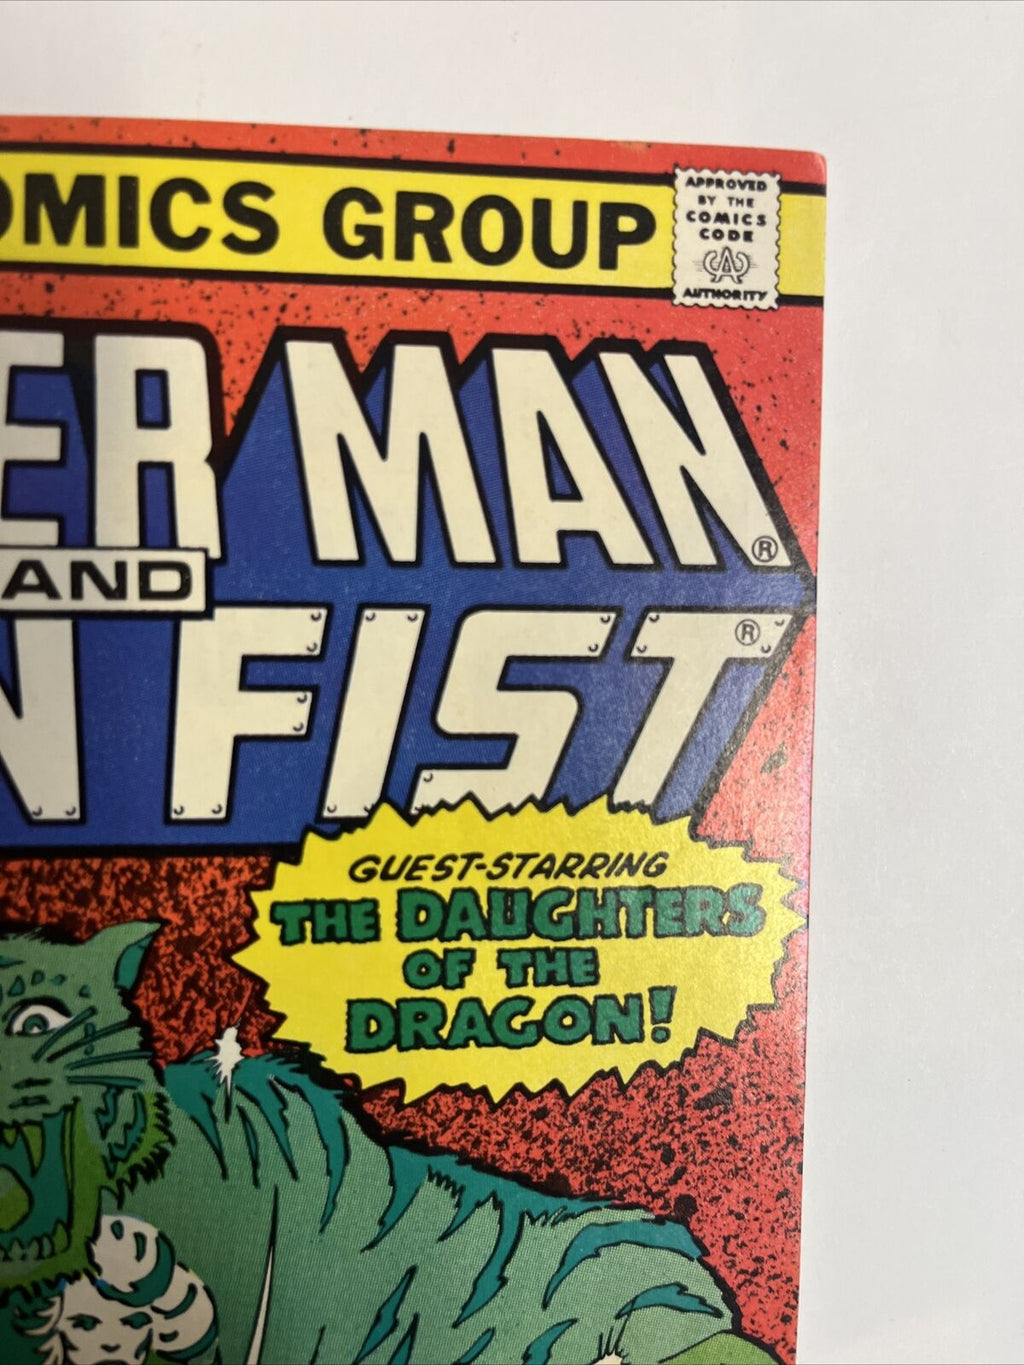 OMICS GROUP
APPROVED
BY THE
COMICS
CODE
CA
AUTHORITY
ER MAN®
AND
N FIST®
GUEST-STARRING
THE DAUGHTERS
OF THE
DRAGON!